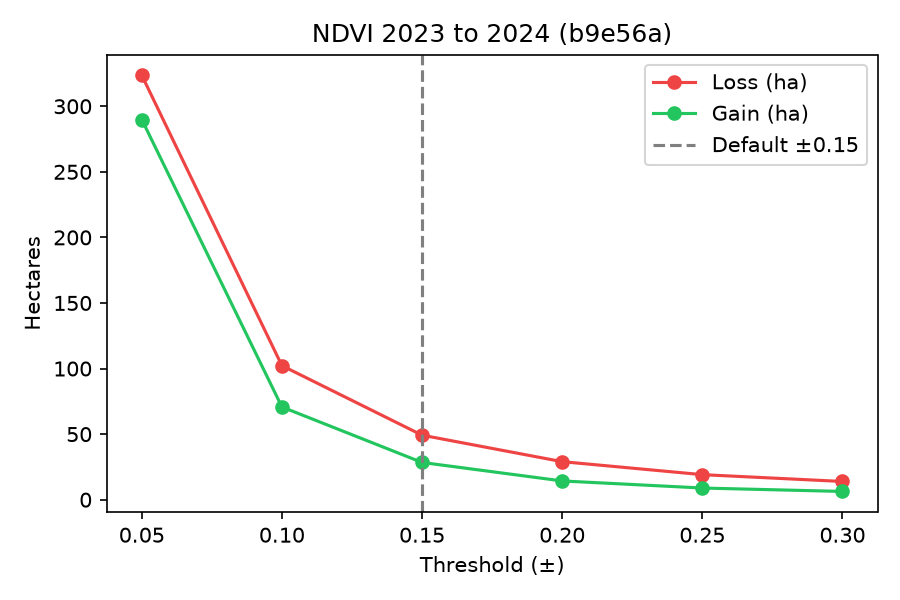 NDVI 2023 to 2024 (b9e56a)
Loss (ha)
Gain (ha)
Default ±0.15
Hectares
300
250
200
150
100
50
0
0.05 0.10 0.15 0.20 0.25 0.30
Threshold (±)